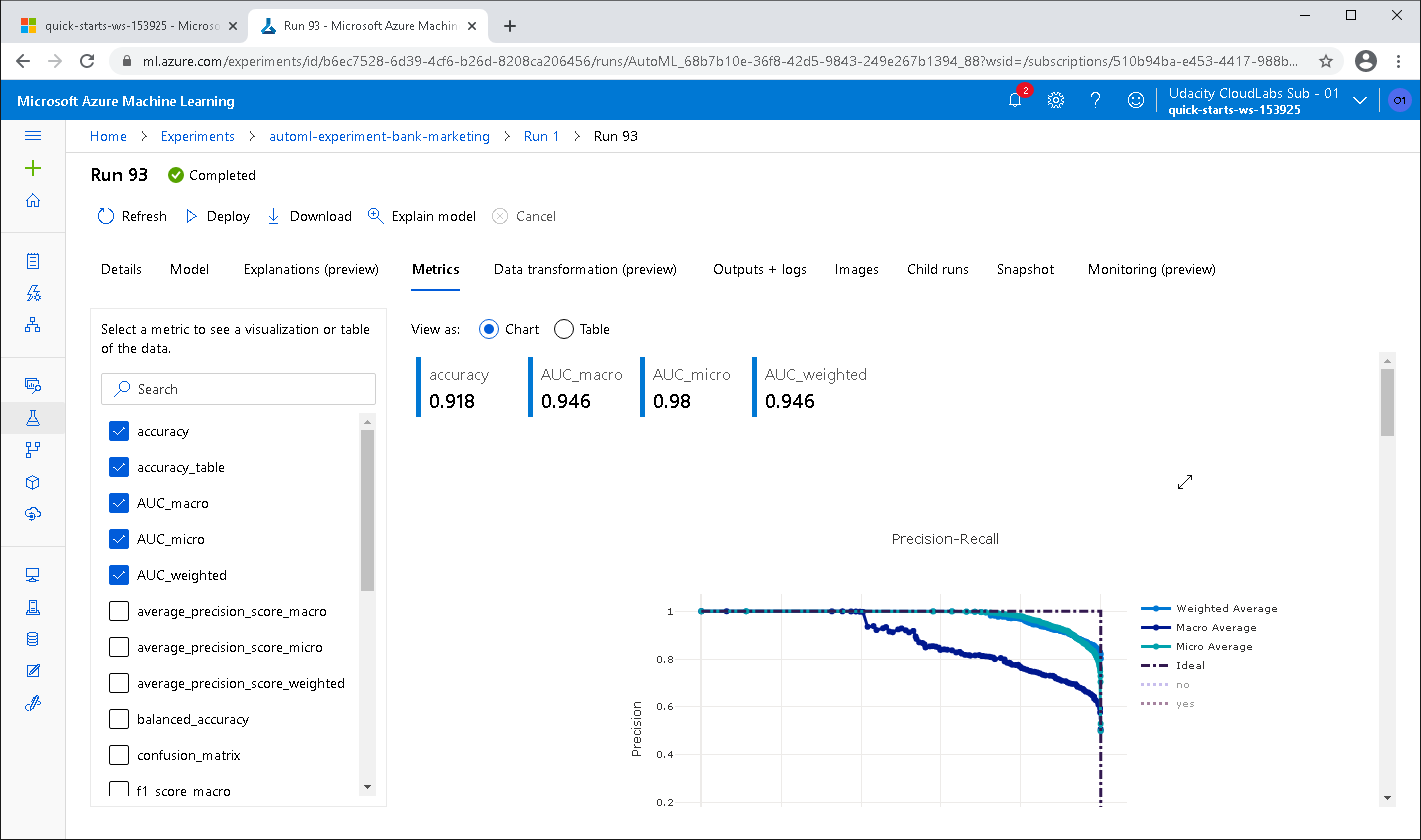 quick-starts-ws-153925 - Microso
Run 93 - Microsoft Azure Machin
ml.azure.com/experiments/id/b6ec7528-6d39-4cf6-b26d-8208ca206456/runs/AutoML_68b7b10e-36f8-42d5-9843-249e267b1394_88?wsid=/subscriptions/510b94ba-e453-4417-988b...
Microsoft Azure Machine Learning
2
Udacity CloudLabs Sub - 01
quick-starts-ws-153925
O1
Home > Experiments > automl-experiment-bank-marketing > Run 1 > Run 93
Run 93 Completed
Refresh Deploy Download Explain model Cancel
Details Model Explanations (preview) Metrics Data transformation (preview) Outputs + logs Images Child runs Snapshot Monitoring (preview)
Select a metric to see a visualization or table
of the data.
Search
accuracy
accuracy_table
AUC_macro
AUC_micro
AUC_weighted
average_precision_score_macro
average_precision_score_micro
average_precision_score_weighted
balanced_accuracy
confusion_matrix
f1_score_macro
View as: Chart Table
accuracy AUC_macro AUC_micro AUC_weighted
0.918 0.946 0.98 0.946
Precision-Recall
Precision
1
0.8
0.6
0.4
0.2
Weighted Average
Macro Average
Micro Average
Ideal
no
yes